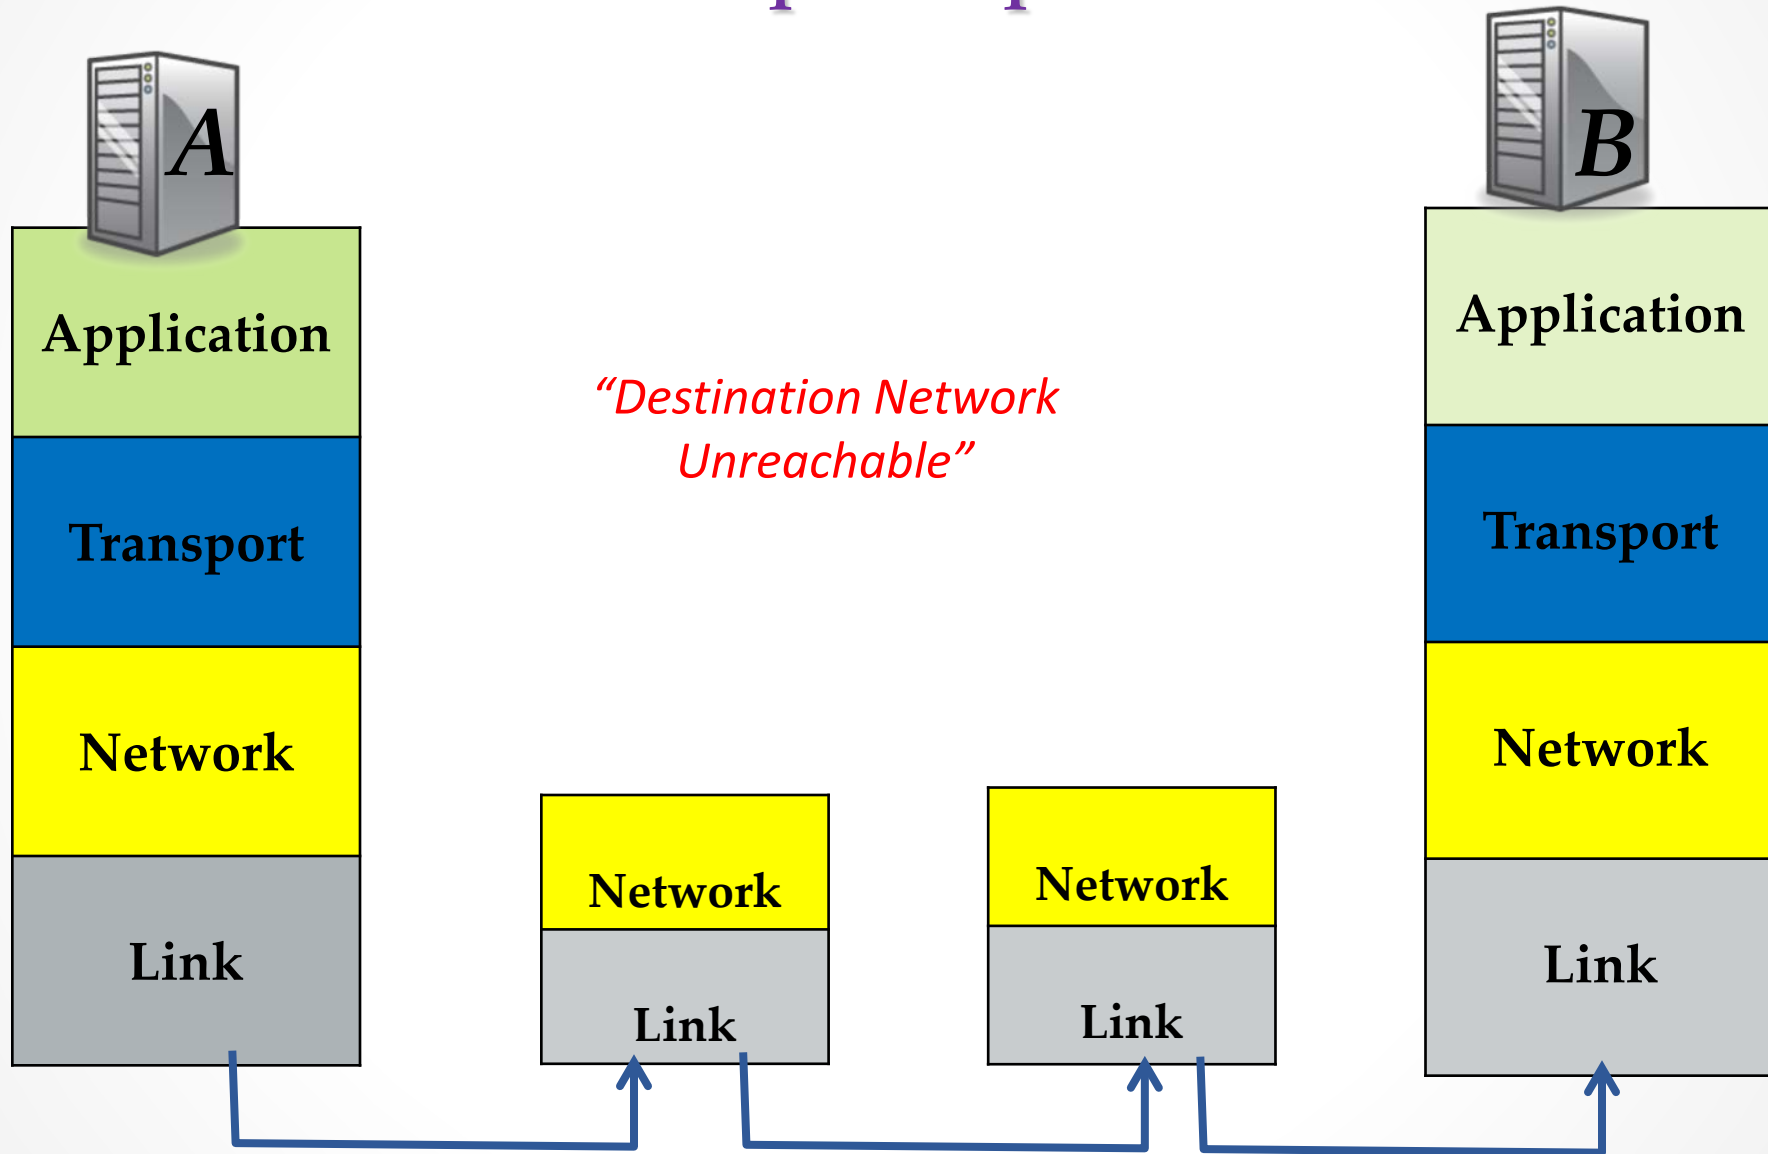 A
B
Application
Transport
Network
Link
“Destination Network
Unreachable”
Network
Link
Network
Link
Application
Transport
Network
Link